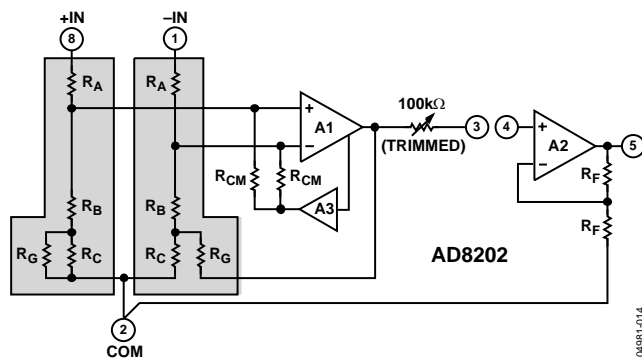 +IN
–IN
8
1
RA
RA
+
–
A1
100kΩ
(TRIMMED)
3
4
+
–
A2
5
RCM
RCM
A3
RF
RF
RB
RB
RG
RC
RC
RG
AD8202
2
COM
04981-014